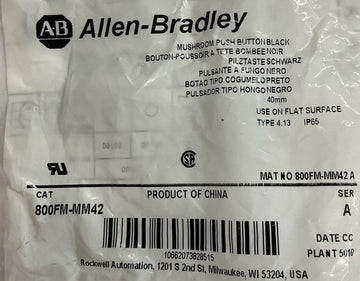 AB Allen-Bradley
MUSHROOM PUSH BUTTON BLACK
BOUTON-POUSSOIR A TETE BOMBEE NOIR
PILZTASTE SCHWARZ
PULSANTE A FUNGO NERO
BOTAO TIPO COGUMELO PRETO
PULSADOR TIPO HONGO NEGRO
40mm
USE ON FLAT SURFACE
TYPE 4.13 IP65
MAT NO 800FM-MM42 A
CAT PRODUCT OF CHINA SER
800FM-MM42 A
DATE CC
PLANT
10662073828515
Rockwell Automation, 1201 S 2nd St, Milwaukee, WI 53204, USA